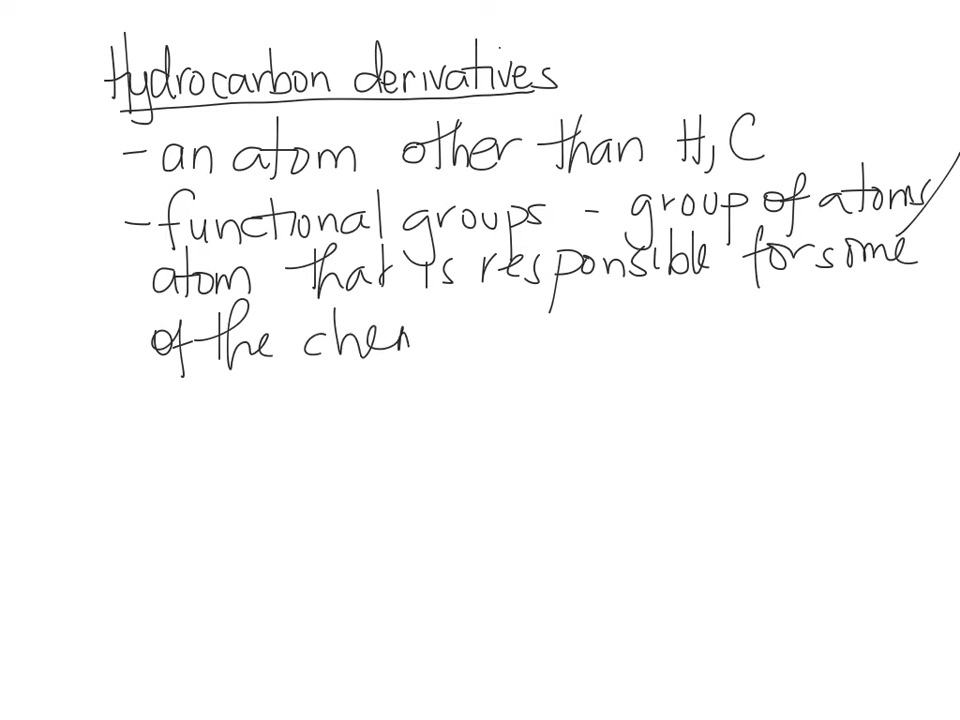 Hydrocarbon derivatives
- an atom other than H, C
- functional groups - group of atoms/
atom that is responsible for some
of the chem